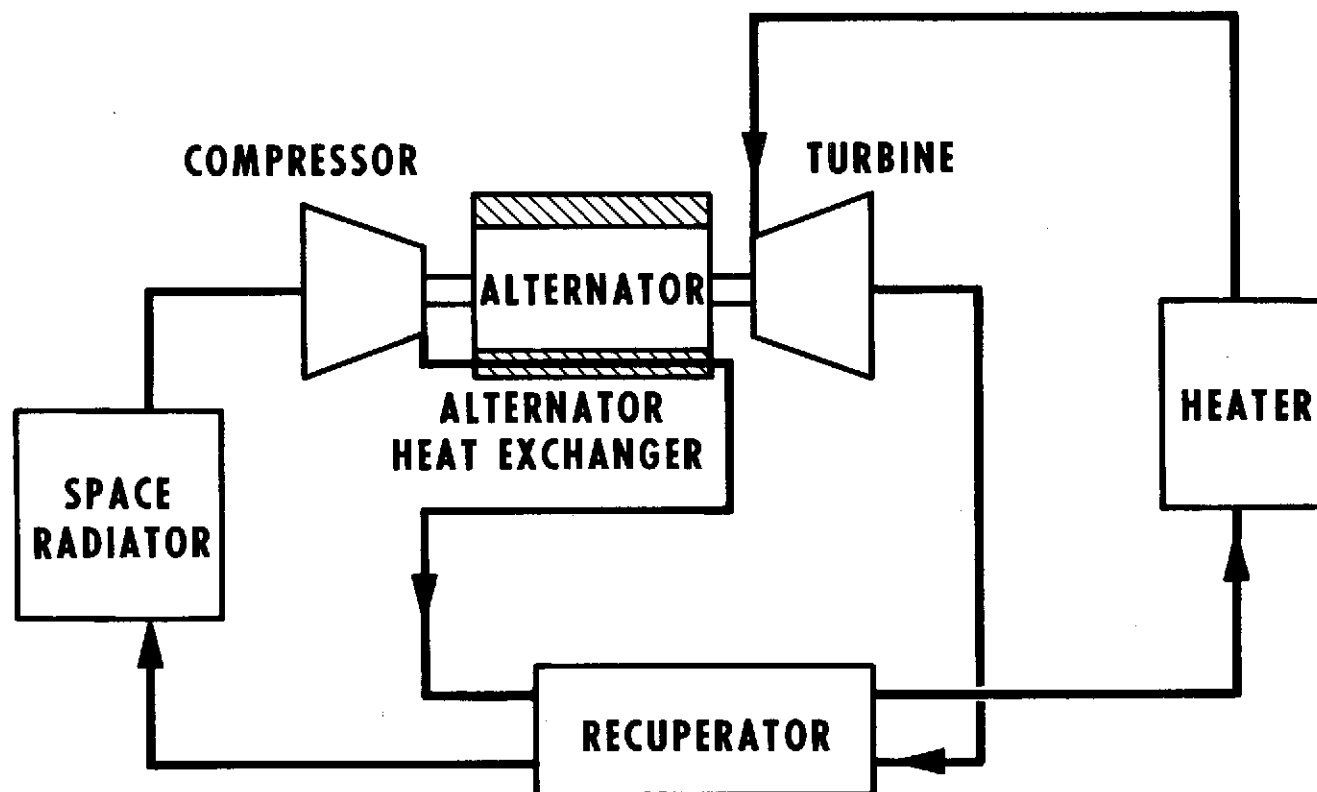 COMPRESSOR
TURBINE
ALTERNATOR
ALTERNATOR
HEAT EXCHANGER
HEATER
SPACE
RADIATOR
RECUPERATOR